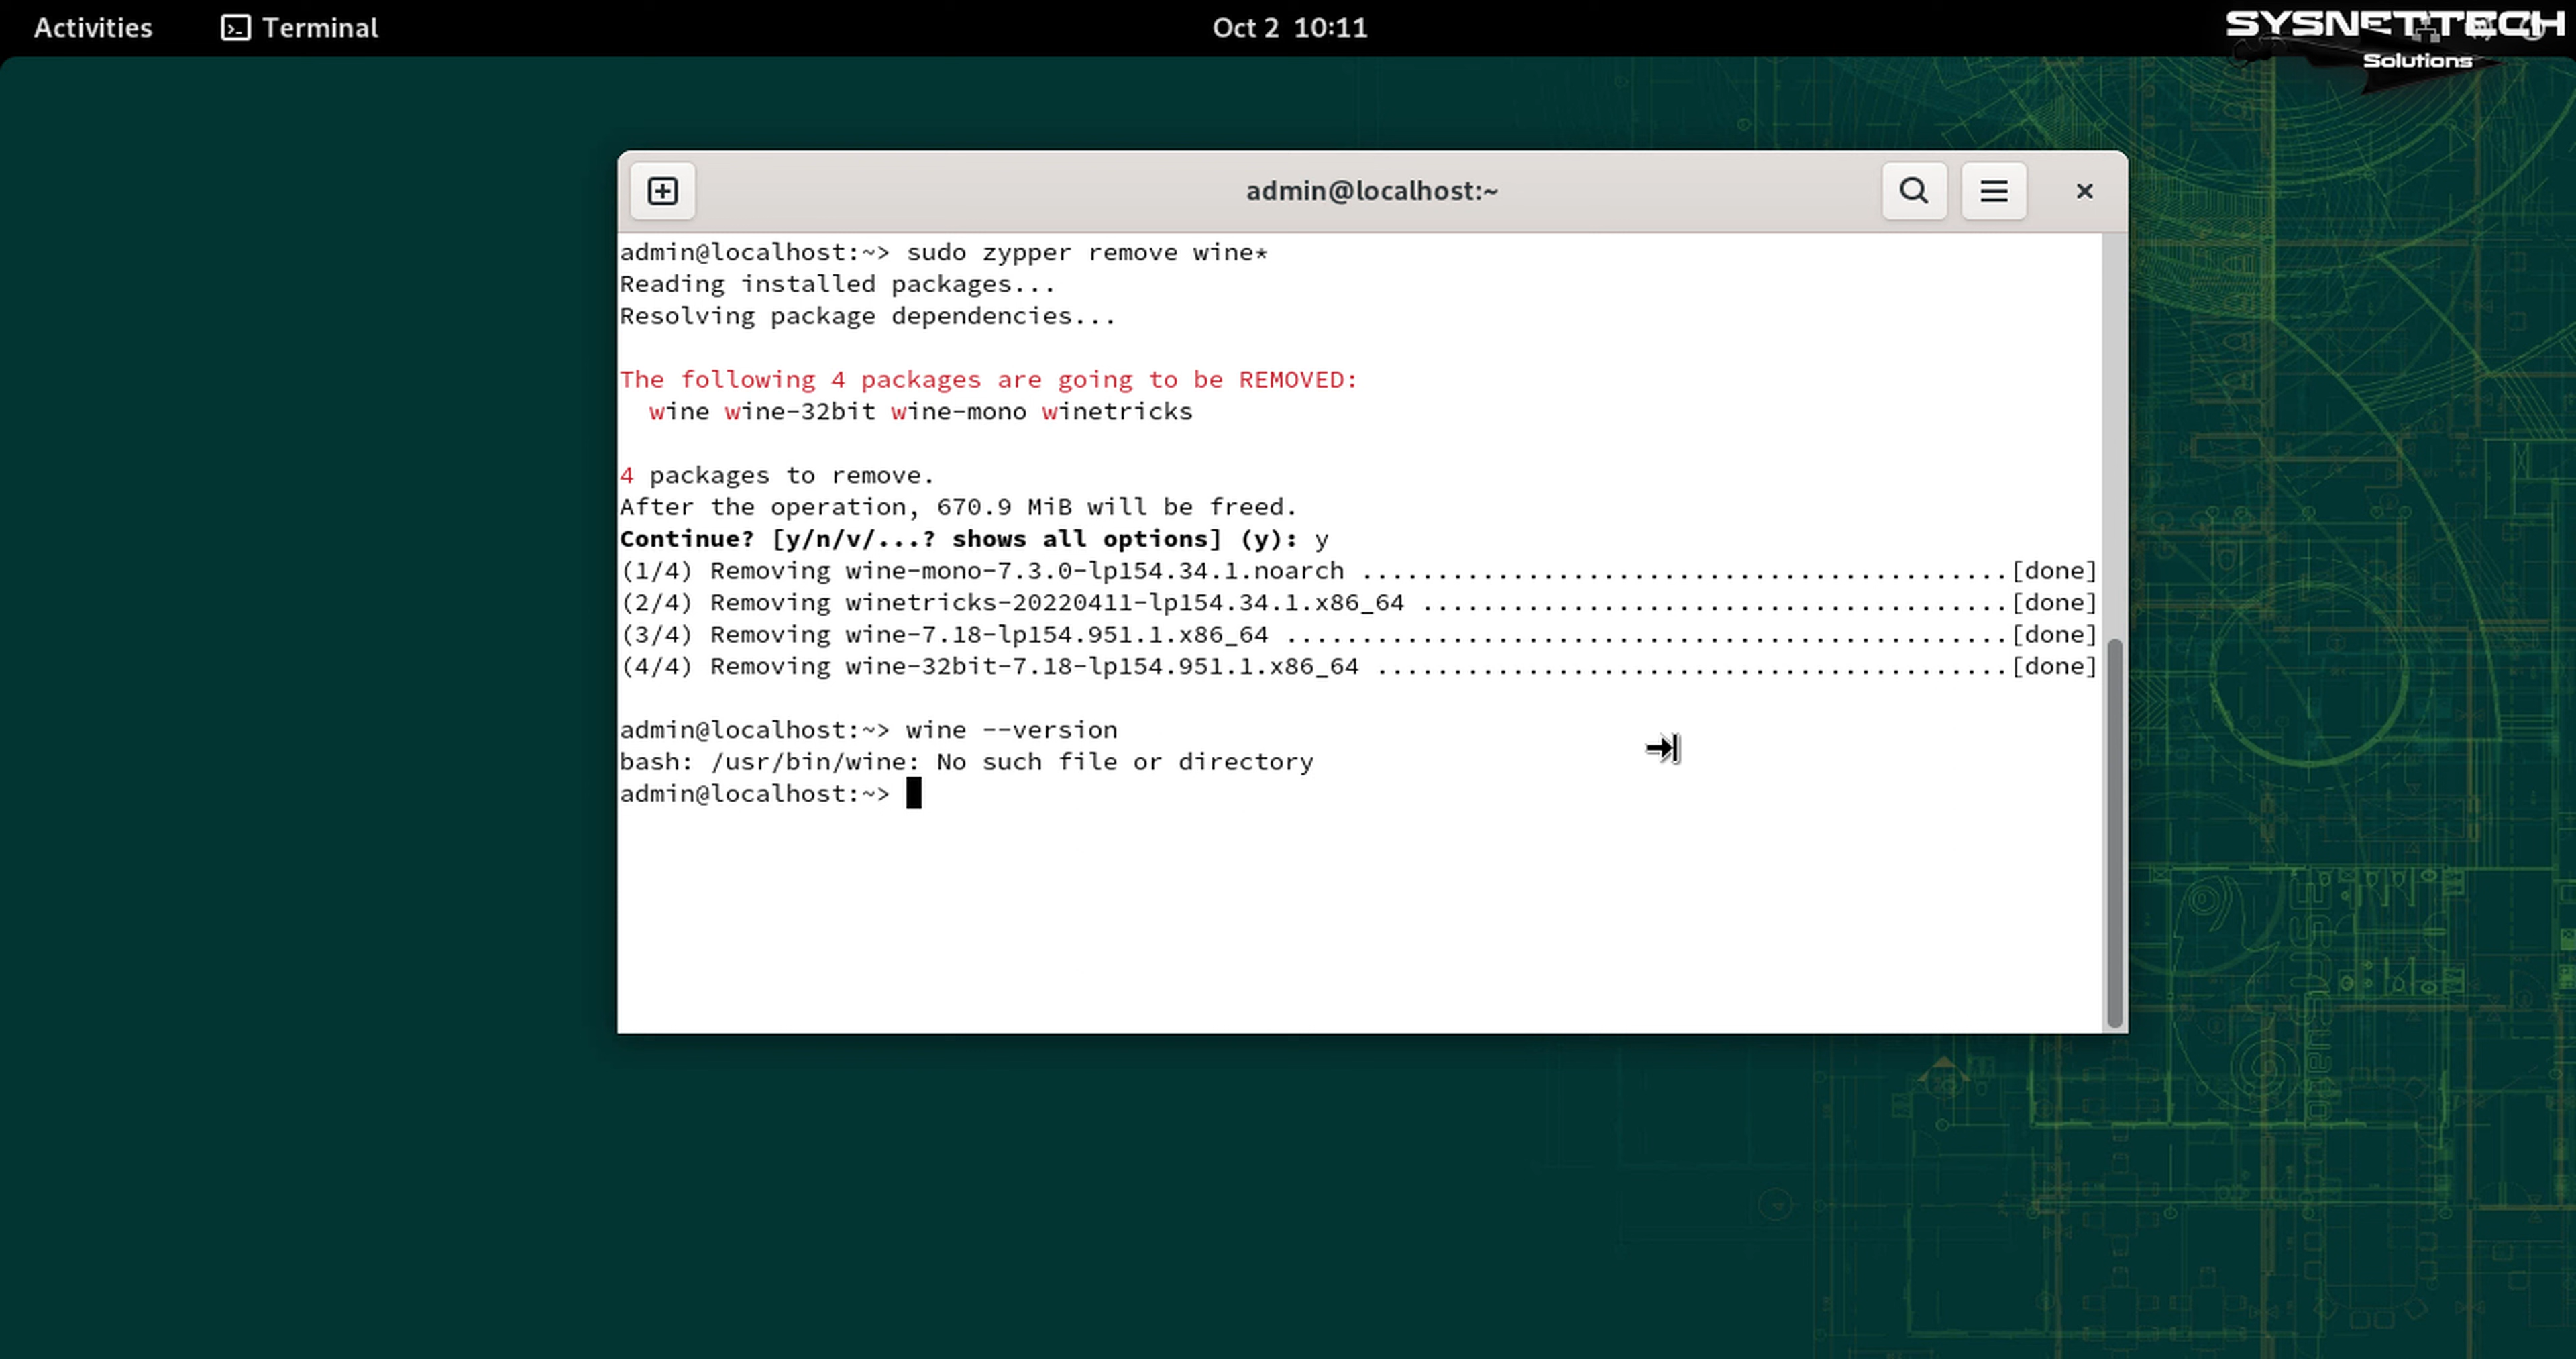 Activities
Terminal
Oct 2 10:11
SYSNETTECH
Solutions
admin@localhost:~
admin@localhost:~> sudo zypper remove wine*
Reading installed packages...
Resolving package dependencies...
The following 4 packages are going to be REMOVED:
wine wine-32bit wine-mono winetricks
4 packages to remove.
After the operation, 670.9 MiB will be freed.
Continue? [y/n/v/...? shows all options] (y): y
(1/4) Removing wine-mono-7.3.0-lp154.34.1.noarch ...........................................[done]
(2/4) Removing winetricks-20220411-lp154.34.1.x86_64 .......................................[done]
(3/4) Removing wine-7.18-lp154.951.1.x86_64 ................................................[done]
(4/4) Removing wine-32bit-7.18-lp154.951.1.x86_64 ..........................................[done]
admin@localhost:~> wine --version
bash: /usr/bin/wine: No such file or directory
admin@localhost:~>
openSUSE